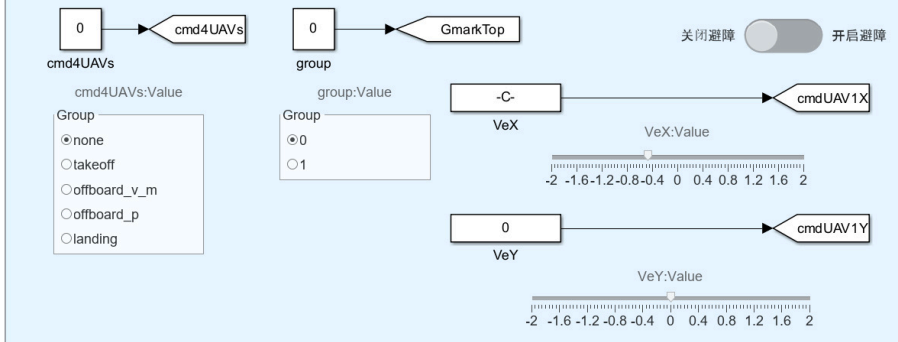 0
cmd4UAVs
cmd4UAVs
0
GmarkTop
group
关闭避障
开启避障
cmd4UAVs:Value
Group
none
takeoff
offboard_v_m
offboard_p
landing
group:Value
Group
0
1
-C-
cmdUAV1X
VeX
VeX:Value
-2 -1.6 -1.2 -0.8 -0.4 0 0.4 0.8 1.2 1.6 2
0
cmdUAV1Y
VeY
VeY:Value
-2 -1.6 -1.2 -0.8 -0.4 0 0.4 0.8 1.2 1.6 2